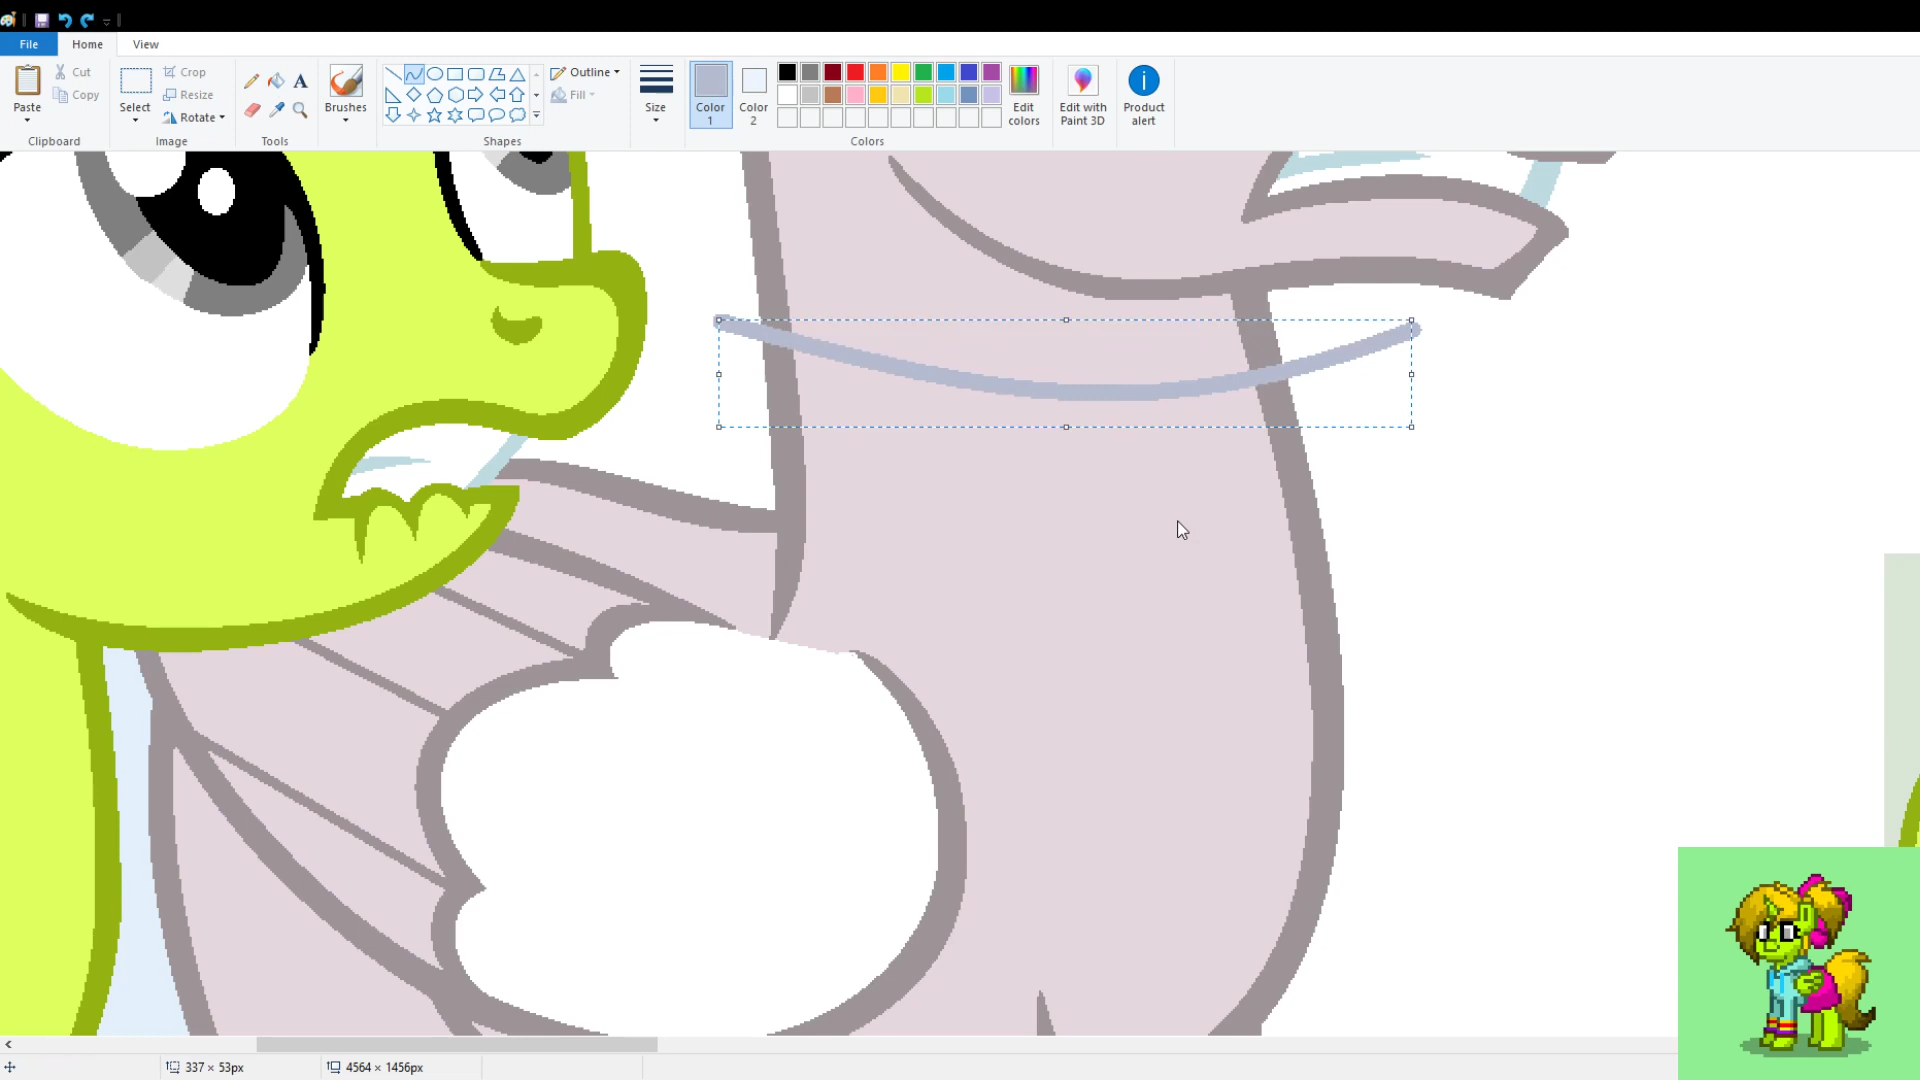 File Home View
Paste
Cut
Copy
Clipboard
Select
Crop
Resize
Rotate
Image
A
Tools
Brushes
Outline
Fill
Shapes
Size
Color
1
Color
2
Edit
colors
Colors
Edit with
Paint 3D
i
Product
alert
337 × 53px
4564 × 1456px